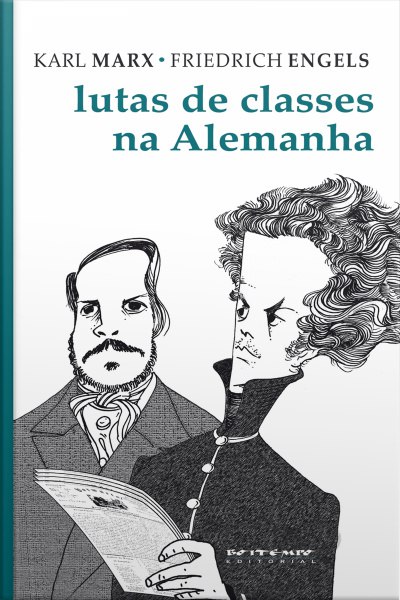 KARL MARX • FRIEDRICH ENGELS
lutas de classes
na Alemanha
BOITEMPO
EDITORIAL